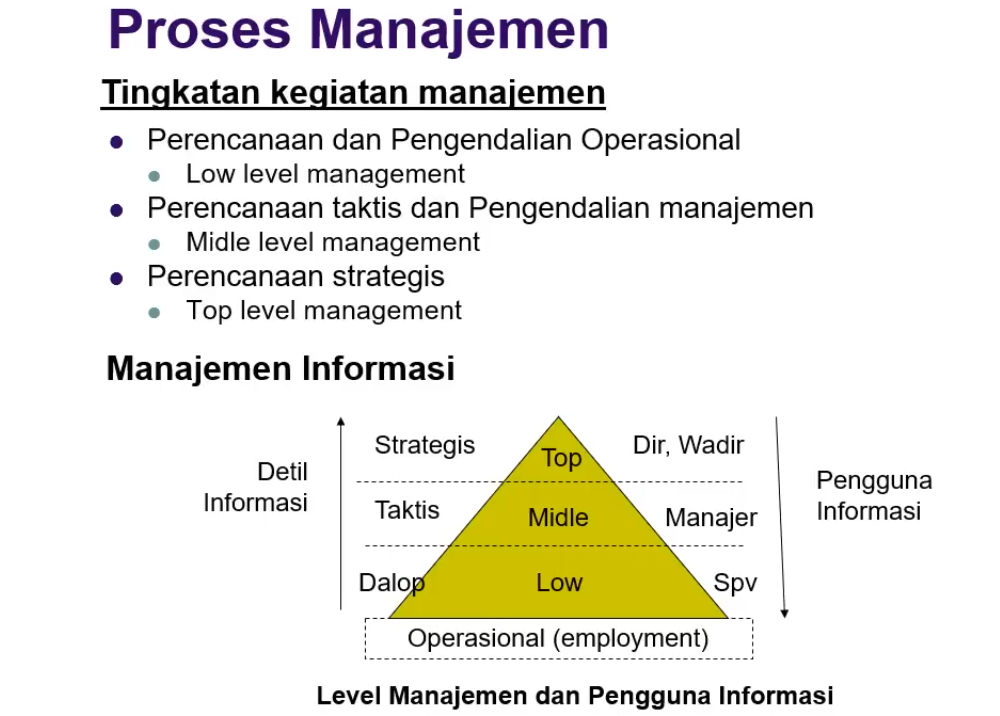 Proses Manajemen
Tingkatan kegiatan manajemen
Perencanaan dan Pengendalian Operasional
Low level management
Perencanaan taktis dan Pengendalian manajemen
Midle level management
Perencanaan strategis
Top level management
Manajemen Informasi
Strategis
Top
Dir, Wadir
Detil
Informasi
Pengguna
Informasi
Taktis
Midle
Manajer
Dalop
Low
Spv
Operasional (employment)
Level Manajemen dan Pengguna Informasi